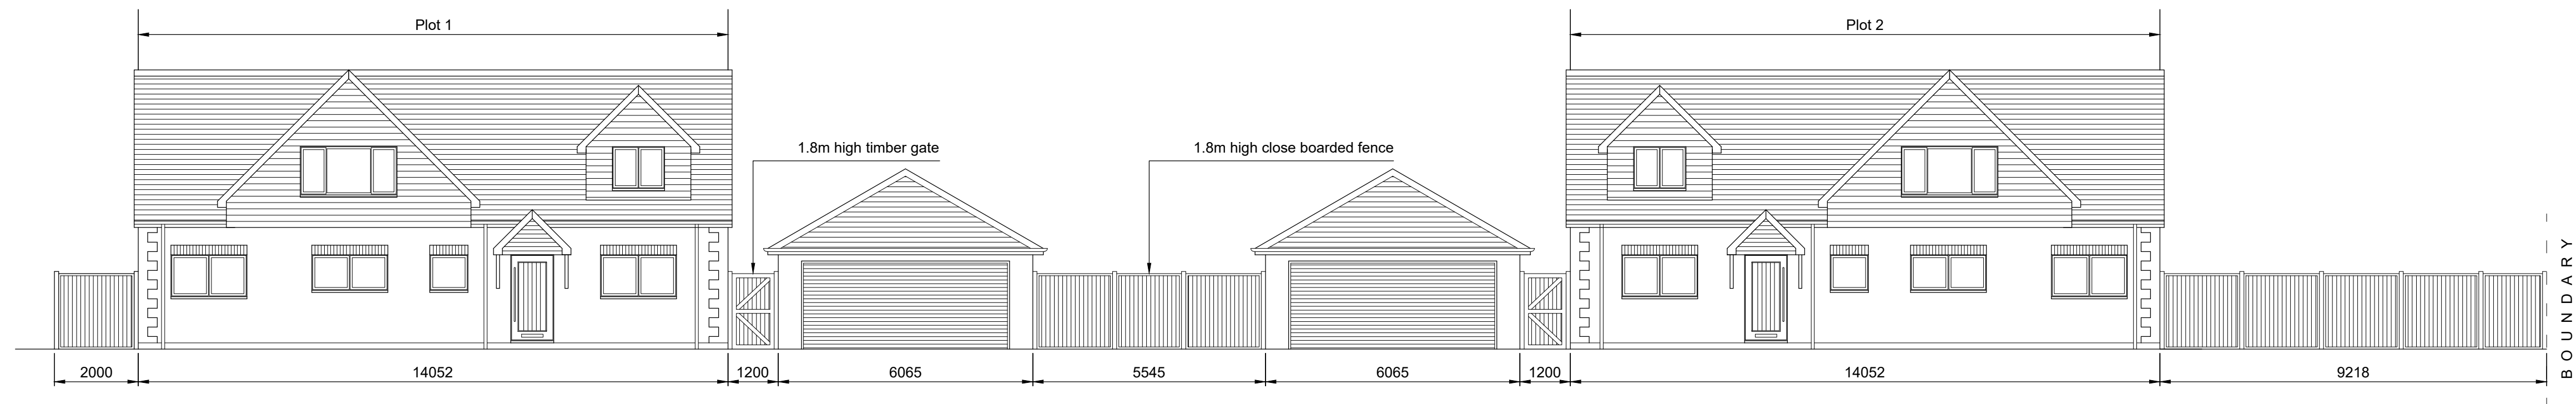 Plot 1
Plot 2
1.8m high timber gate
1.8m high close boarded fence
2000
14052
1200
6065
5545
6065
1200
14052
9218
BOUNDARY